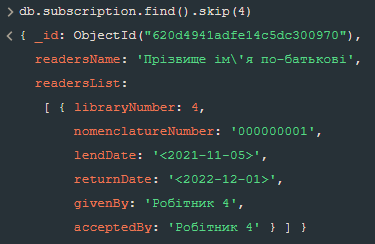 > db.subscription.find().skip(4)
< { _id: ObjectId("620d4941adfe14c5dc300970"),
readersName: 'Прізвище ім\'я по-батькові',
readersList:
[ { libraryNumber: 4,
nomenclatureNumber: '000000001',
lendDate: '<2021-11-05>',
returnDate: '<2022-12-01>',
givenBy: 'Робітник 4',
acceptedBy: 'Робітник 4' } ] }